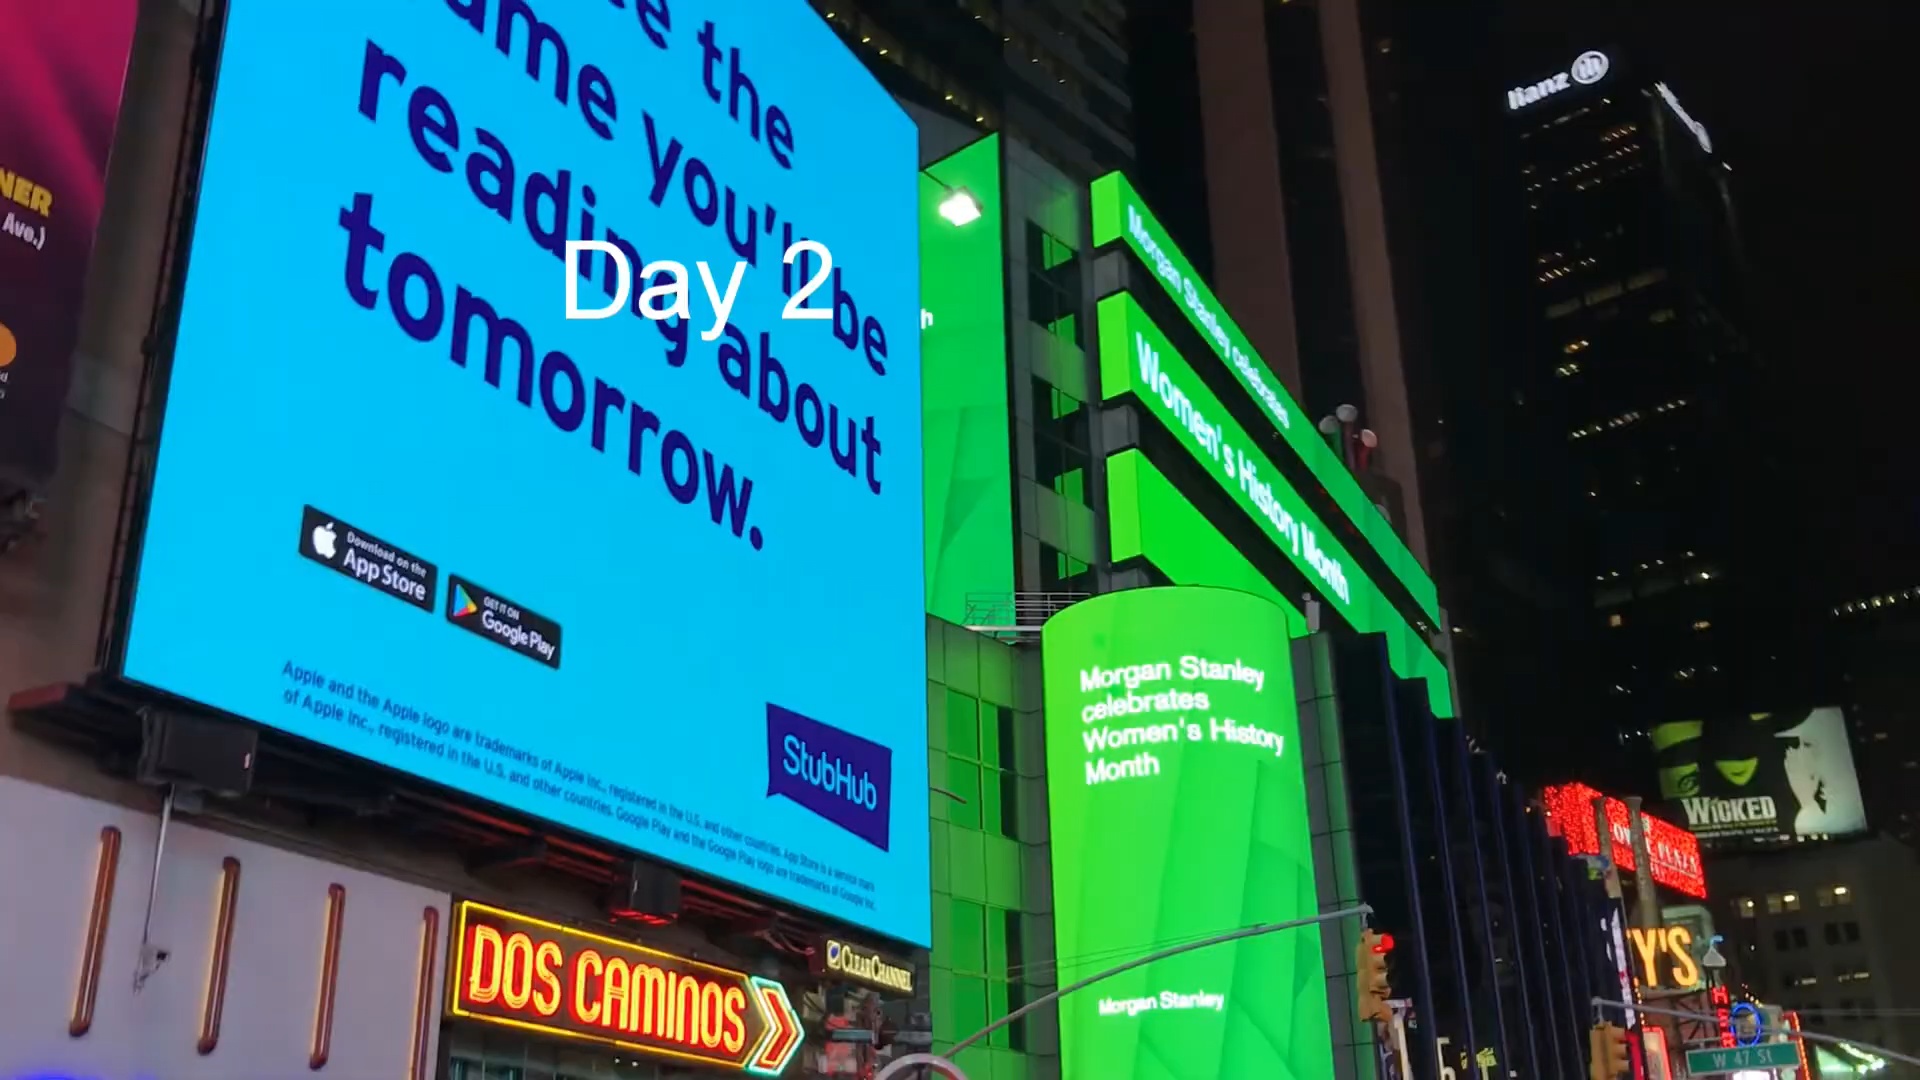 the
ame you'll be
reading about
tomorrow.
Day 2
Download on the
App Store
GET IT ON
Google Play
Apple and the Apple logo are trademarks of Apple Inc., registered in the U.S. and other countries. App Store is a service mark
of Apple Inc., registered in the U.S. and other countries. Google Play and the Google Play logo are trademarks of Google Inc.
StubHub
NER
Ave.)
DOS CAMINOS
CLEAR CHANNEL
h
Morgan Stanley celebrates
Women's History Month
Morgan Stanley
celebrates
Women's History
Month
Morgan Stanley
lianz
WICKED
Y'S
W 47 St